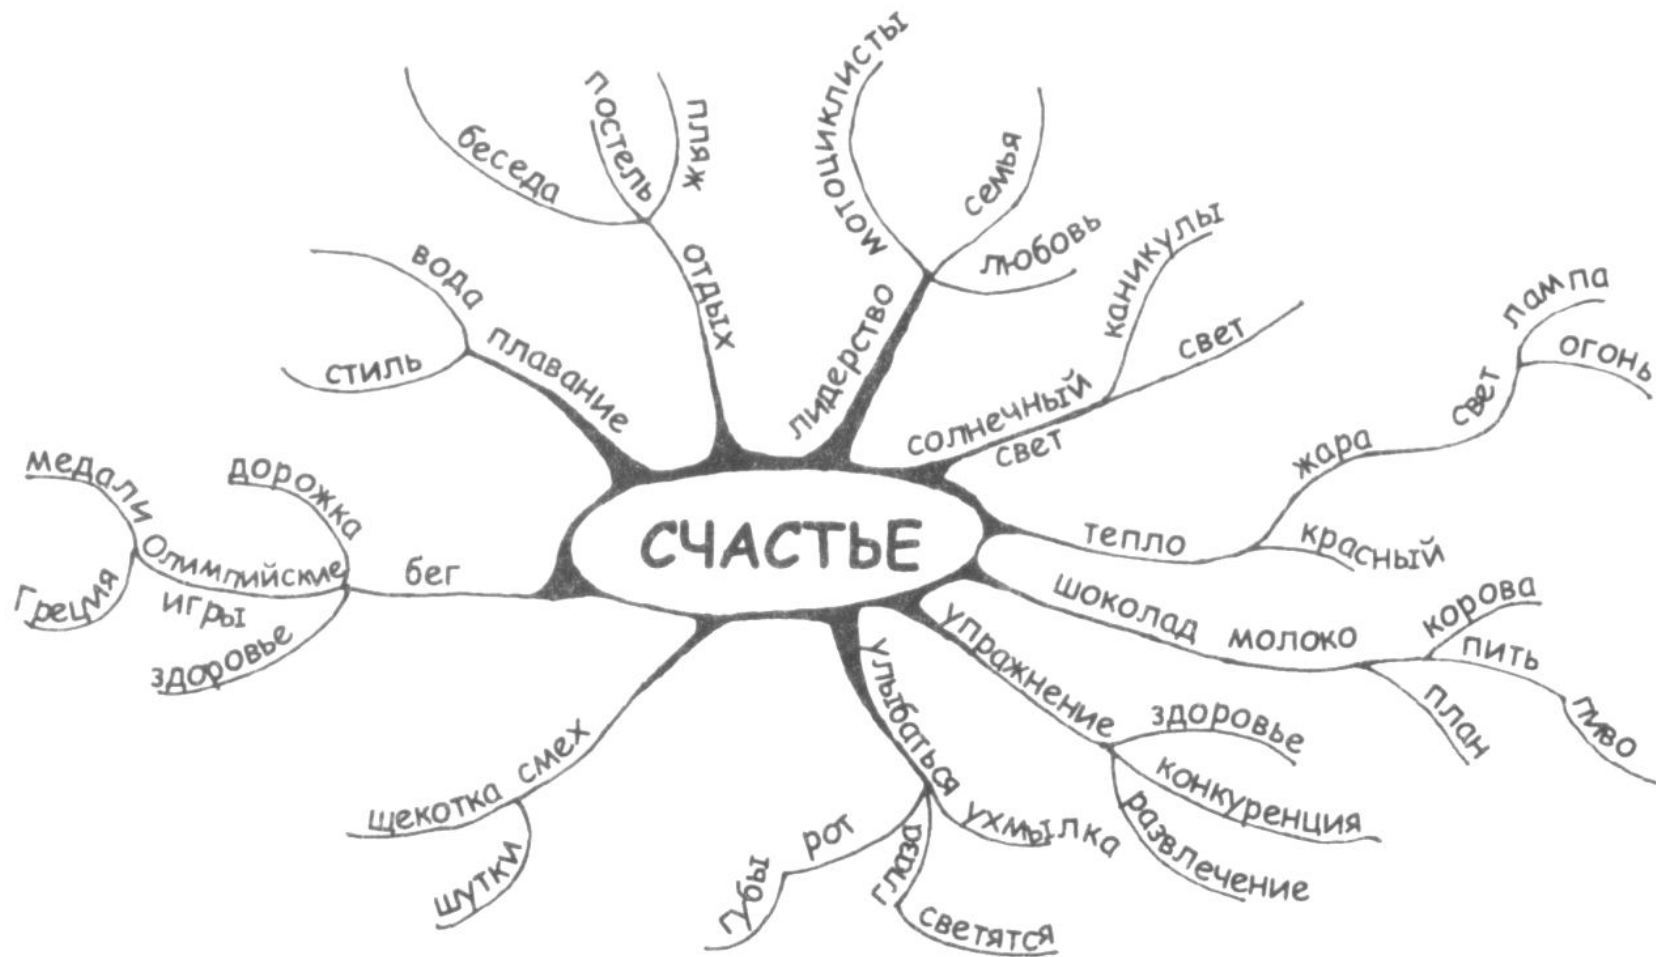 СЧАСТЬЕ
лидерство
мотоциклисты
семья
любовь
солнечный
свет
каникулы
свет
тепло
жара
свет
лампа
огонь
красный
шоколад
молоко
корова
пить
пиво
план
упражнение
здоровье
конкуренция
развлечение
улыбаться
ухмылка
глаза
светятся
рот
губы
смех
щекотка
шутки
бег
дорожка
Олимпийские
игры
медали
Греция
здоровье
плавание
вода
стиль
отдых
беседа
постель
пляж